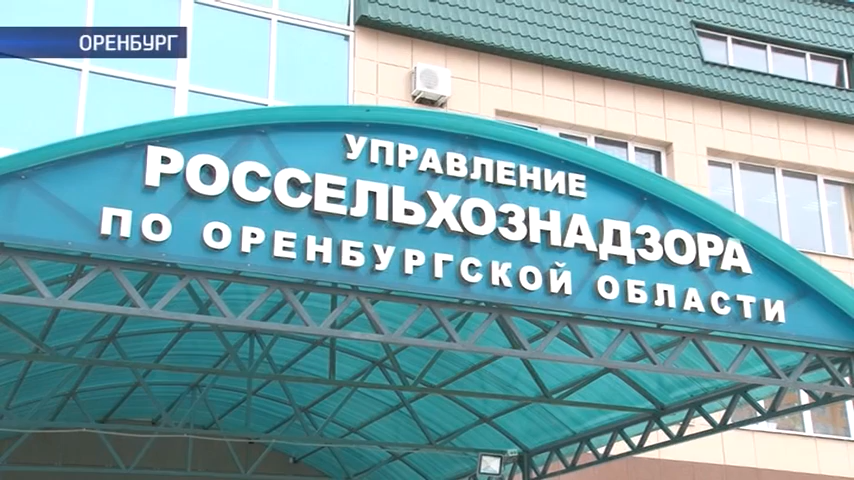 ОРЕНБУРГ
УПРАВЛЕНИЕ
РОССЕЛЬХОЗНАДЗОРА
ПО ОРЕНБУРГСКОЙ ОБЛАСТИ